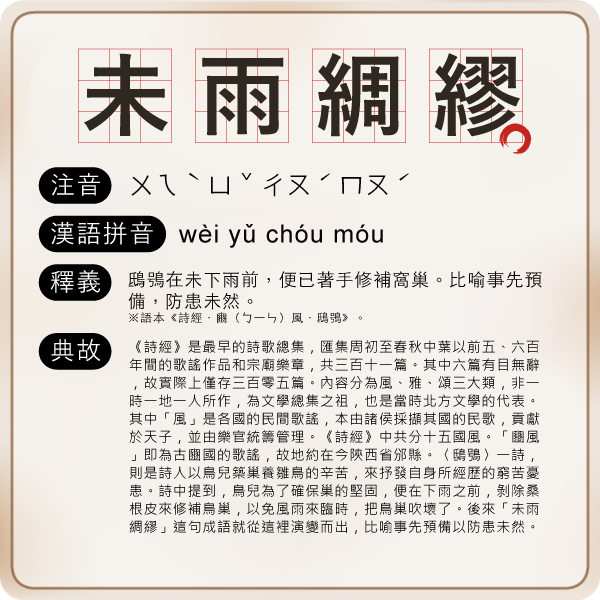 未雨綢繆
注音 ㄨㄟˋ ㄩˇ ㄔㄡˊ ㄇㄡˊ
漢語拼音 wèi yǔ chóu móu
釋義 鴟鴞在未下雨前，便已著手修補窩巢。比喻事先預
備，防患未然。
※語本《詩經．豳（ㄅㄧㄣ）風．鴟鴞》。
典故 《詩經》是最早的詩歌總集，匯集周初至春秋中葉以前五、六百
年間的歌謠作品和宗廟樂章，共三百十一篇。其中六篇有目無辭
，故實際上僅存三百零五篇。內容分為風、雅、頌三大類，非一
時一地一人所作，為文學總集之祖，也是當時北方文學的代表。
其中「風」是各國的民間歌謠，本由諸侯採擷其國的民歌，貢獻
於天子，並由樂官統籌管理。《詩經》中共分十五國風。「豳風
」即為古豳國的歌謠，故地約在今陝西省邠縣。〈鴟鴞〉一詩，
則是詩人以鳥兒築巢養雛鳥的辛苦，來抒發自身所經歷的窮苦憂
患。詩中提到，鳥兒為了確保巢的堅固，便在下雨之前，剝除桑
根皮來修補鳥巢，以免風雨來臨時，把鳥巢吹壞了。後來「未雨
綢繆」這句成語就從這裡演變而出，比喻事先預備以防患未然。